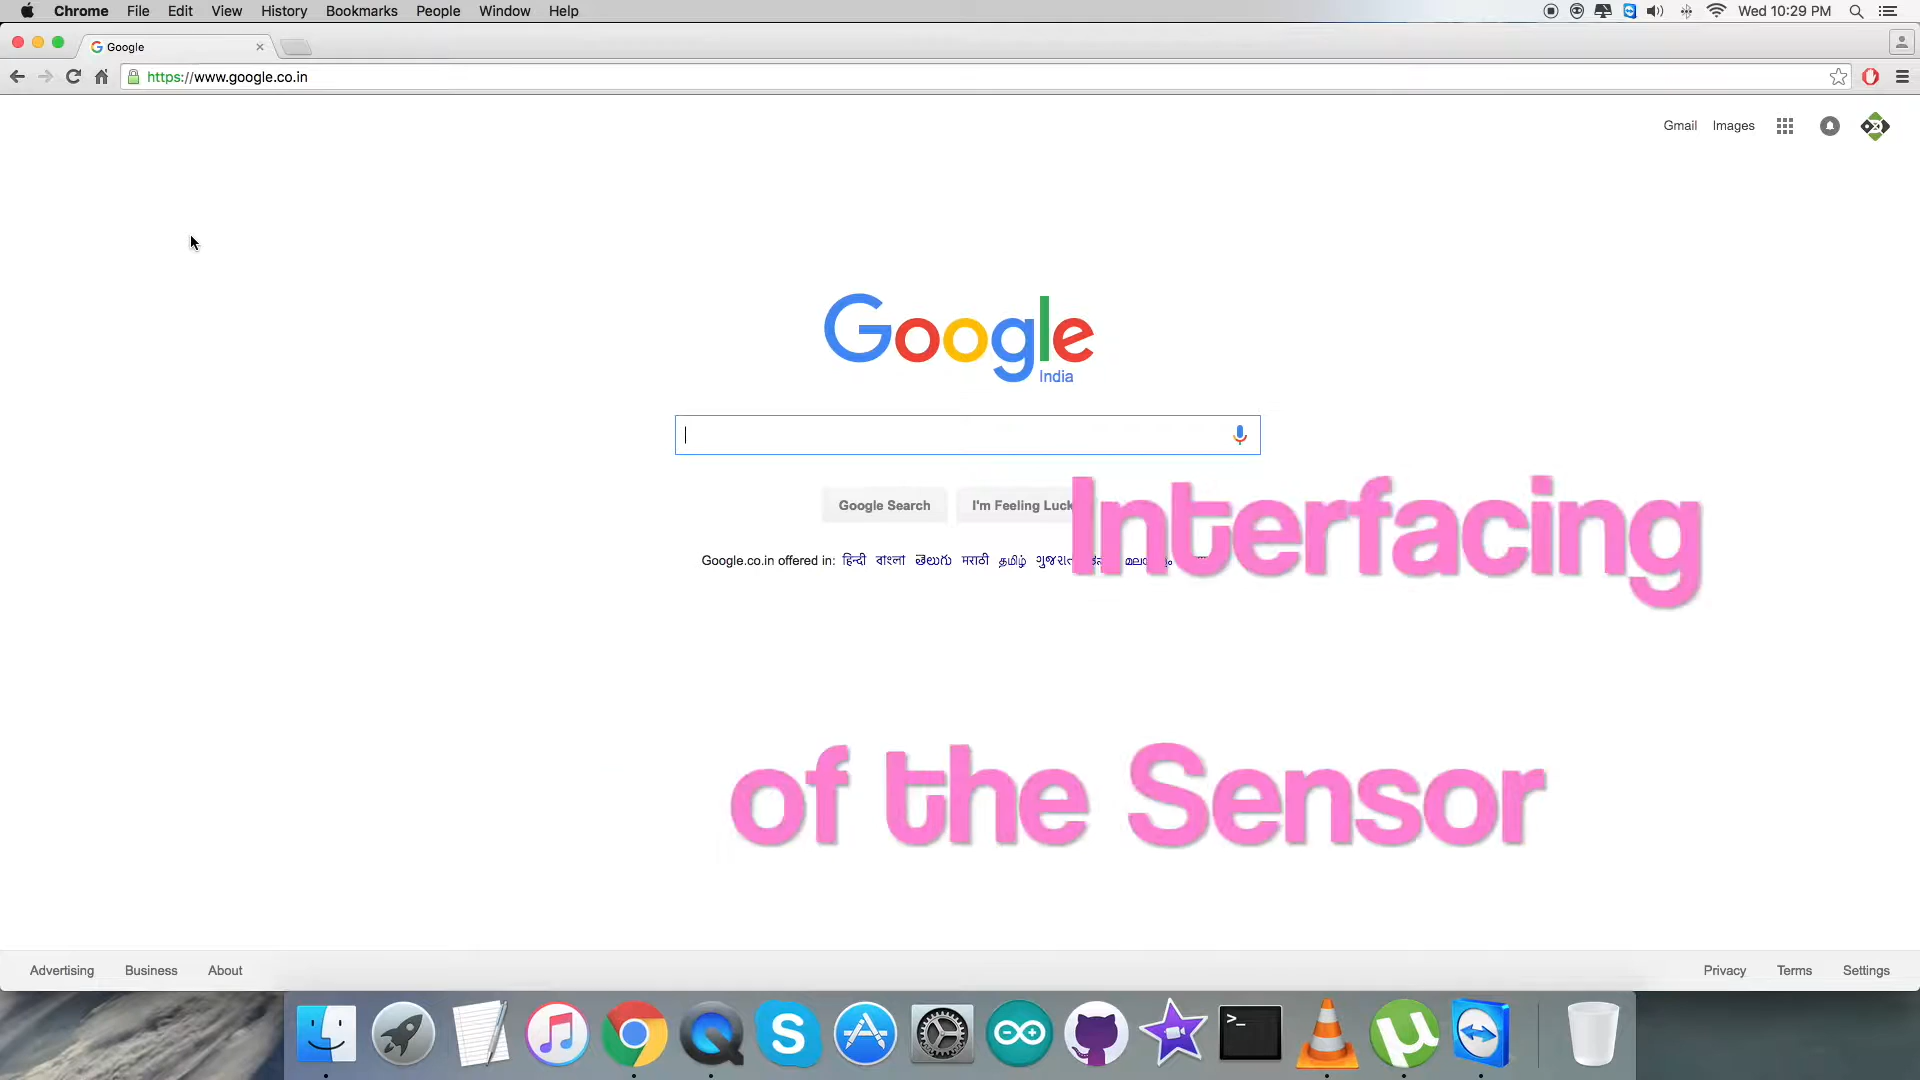 Chrome File Edit View History Bookmarks People Window Help Wed 10:29 PM
Google
https://www.google.co.in
Gmail Images
Google
India
Google Search I'm Feeling Luck
Interfacing
Google.co.in offered in: हिन्दी বাংলা తెలుగు मराठी தமிழ்
of the Sensor
Advertising Business About Privacy Terms Settings